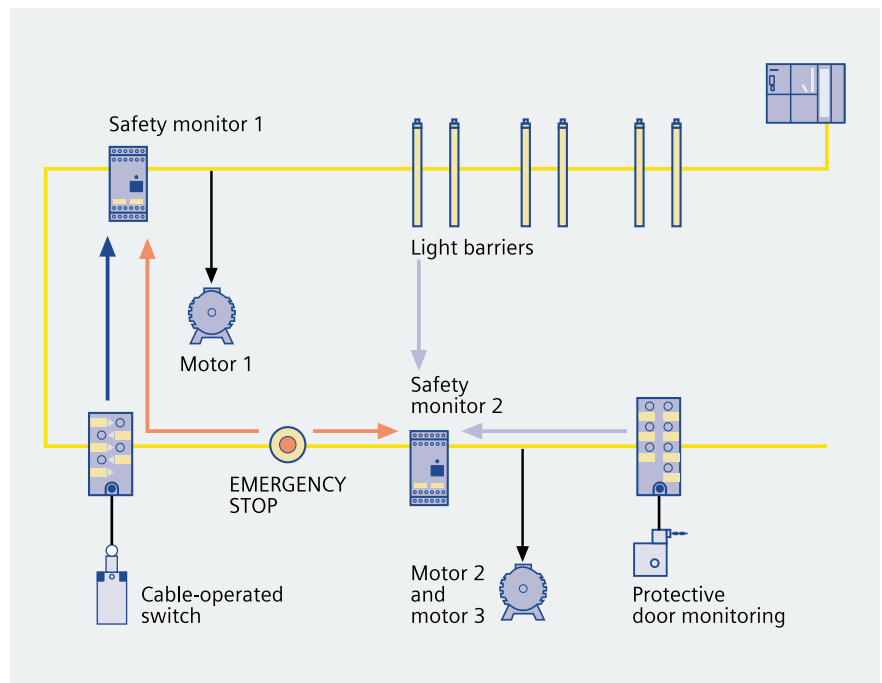 Safety monitor 1
Light barriers
Motor 1
Safety
monitor 2
EMERGENCY
STOP
Motor 2
and
motor 3
Cable-operated
switch
Protective
door monitoring